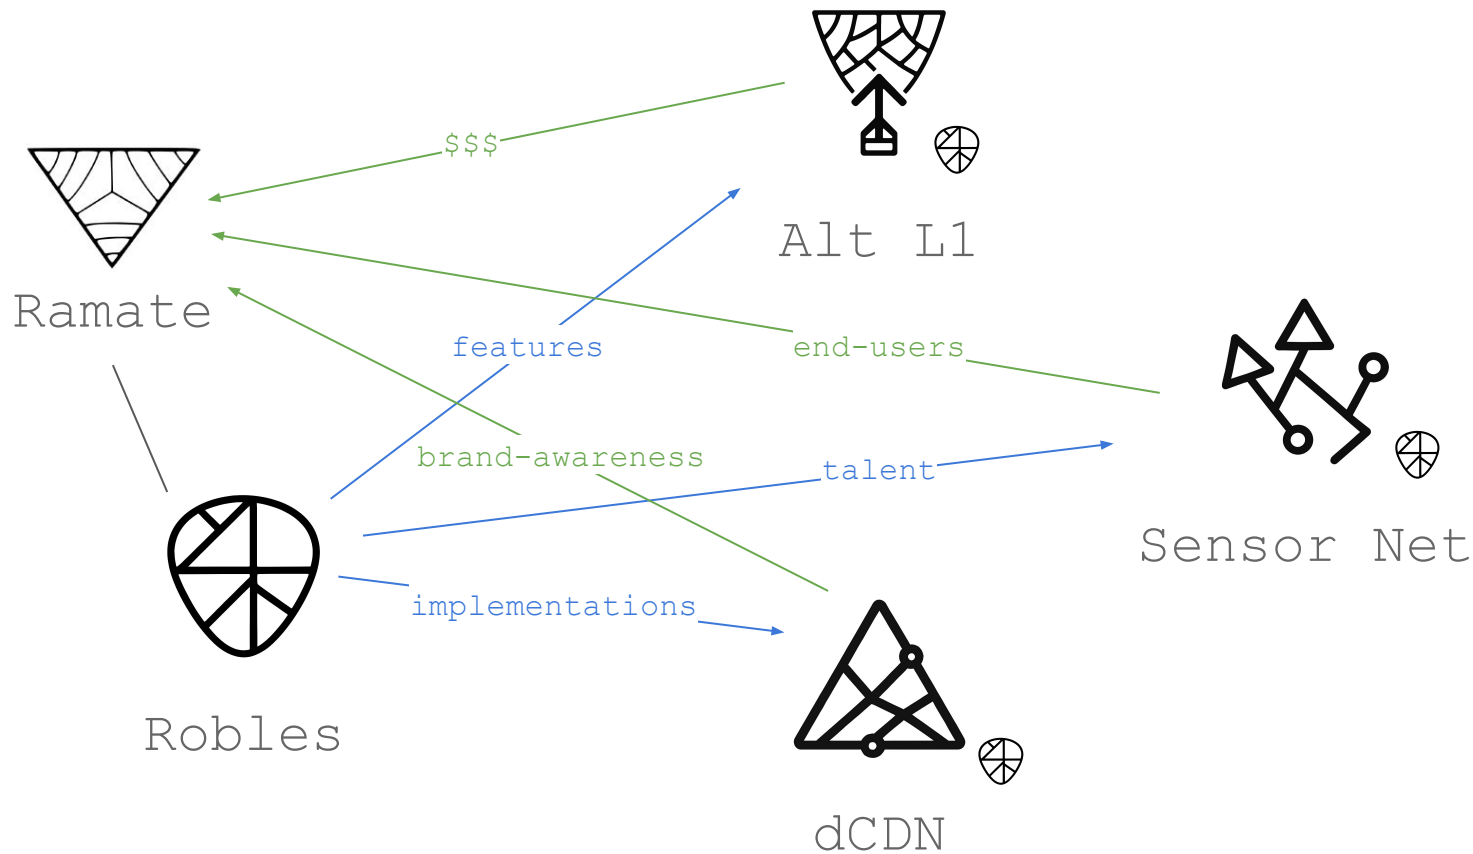 $$$
Alt L1
Ramate
features
end-users
brand-awareness
talent
Sensor Net
implementations
Robles
dCDN